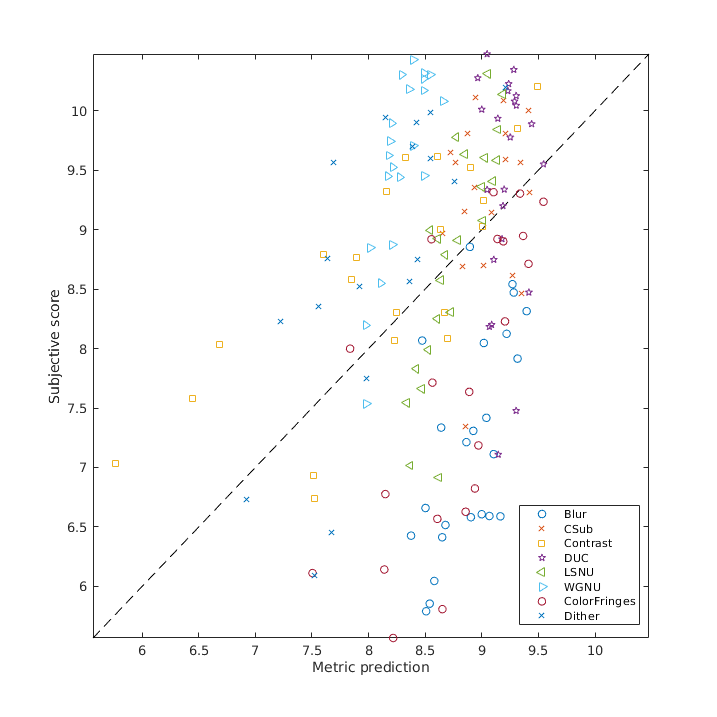 10
9.5
9
8.5
8
7.5
7
6.5
6
Subjective score
6 6.5 7 7.5 8 8.5 9 9.5 10
Metric prediction
Blur
CSub
Contrast
DUC
LSNU
WGNU
ColorFringes
Dither